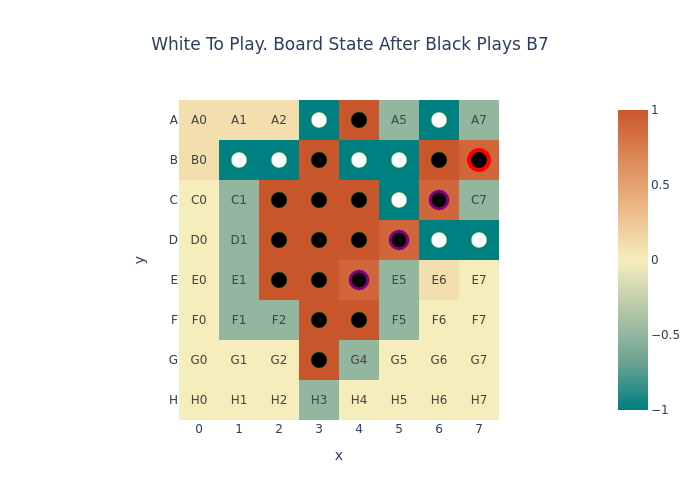 White To Play. Board State After Black Plays B7
A A0 A1 A2 A5 A7
B B0
C C0 C1 C7
D D0 D1
E E0 E1 E5 E6 E7
F F0 F1 F2 F5 F6 F7
G G0 G1 G2 G4 G5 G6 G7
H H0 H1 H2 H3 H4 H5 H6 H7
0 1 2 3 4 5 6 7
x
y
1
0.5
0
−0.5
−1